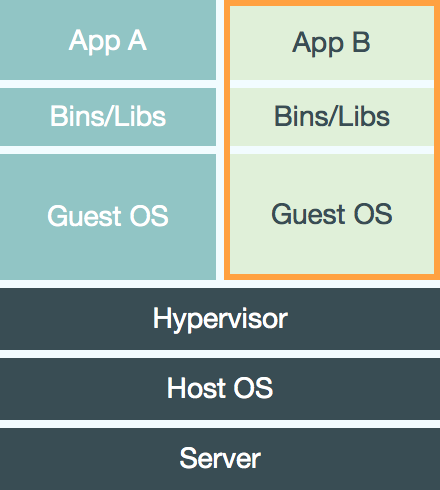 App A
Bins/Libs
Guest OS
App B
Bins/Libs
Guest OS
Hypervisor
Host OS
Server